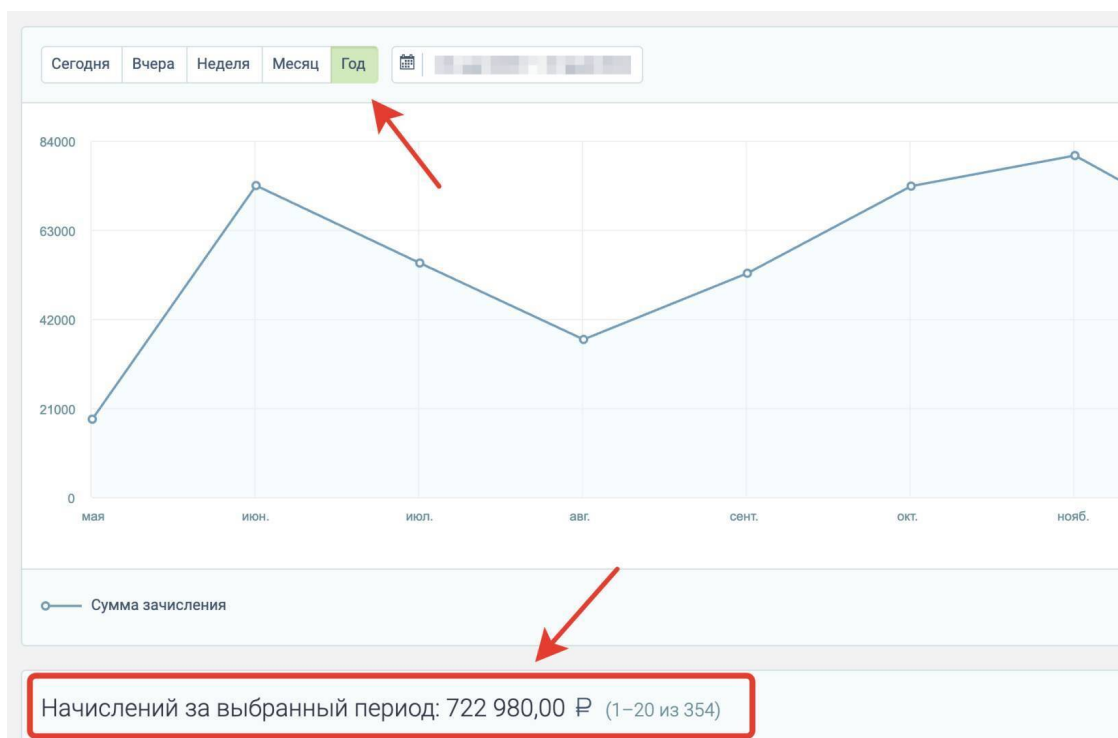 Сегодня Вчера Неделя Месяц Год
84000
63000
42000
21000
0
мая июн. июл. авг. сент. окт. нояб.
Сумма зачисления
Начислений за выбранный период: 722 980,00 ₽ (1–20 из 354)